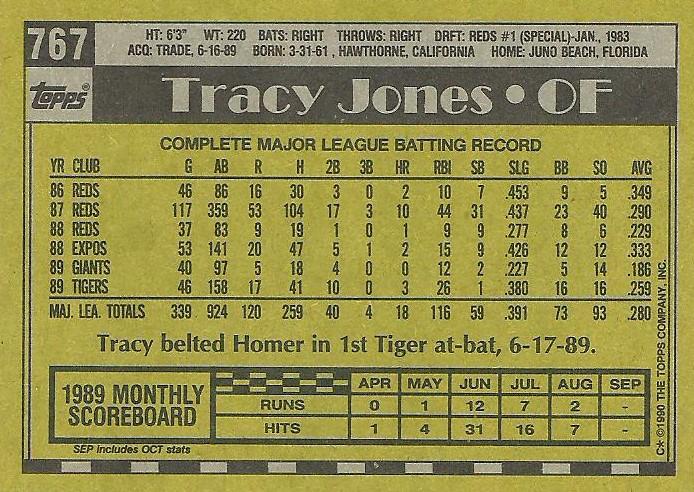 767
HT: 6'3" WT: 220 BATS: RIGHT THROWS: RIGHT DRFT: REDS #1 (SPECIAL)-JAN., 1983
ACQ: TRADE, 6-16-89 BORN: 3-31-61, HAWTHORNE, CALIFORNIA HOME: JUNO BEACH, FLORIDA
topps®
Tracy Jones • OF
COMPLETE MAJOR LEAGUE BATTING RECORD
YR CLUB G AB R H 2B 3B HR RBI SB SLG BB SO AVG
86 REDS 46 86 16 30 3 0 2 10 7 .453 9 5 .349
87 REDS 117 359 53 104 17 3 10 44 31 .437 23 40 .290
88 REDS 37 83 9 19 1 0 1 9 9 .277 8 6 .229
88 EXPOS 53 141 20 47 5 1 2 15 9 .426 12 12 .333
89 GIANTS 40 97 5 18 4 0 0 12 2 .227 5 14 .186
89 TIGERS 46 158 17 41 10 0 3 26 1 .380 16 16 .259
MAJ. LEA. TOTALS 339 924 120 259 40 4 18 116 59 .391 73 93 .280
Tracy belted Homer in 1st Tiger at-bat, 6-17-89.
1989 MONTHLY SCOREBOARD
APR MAY JUN JUL AUG SEP
RUNS 0 1 12 7 2 -
HITS 1 4 31 16 7 -
SEP includes OCT stats
C* ©1990 THE TOPPS COMPANY, INC.